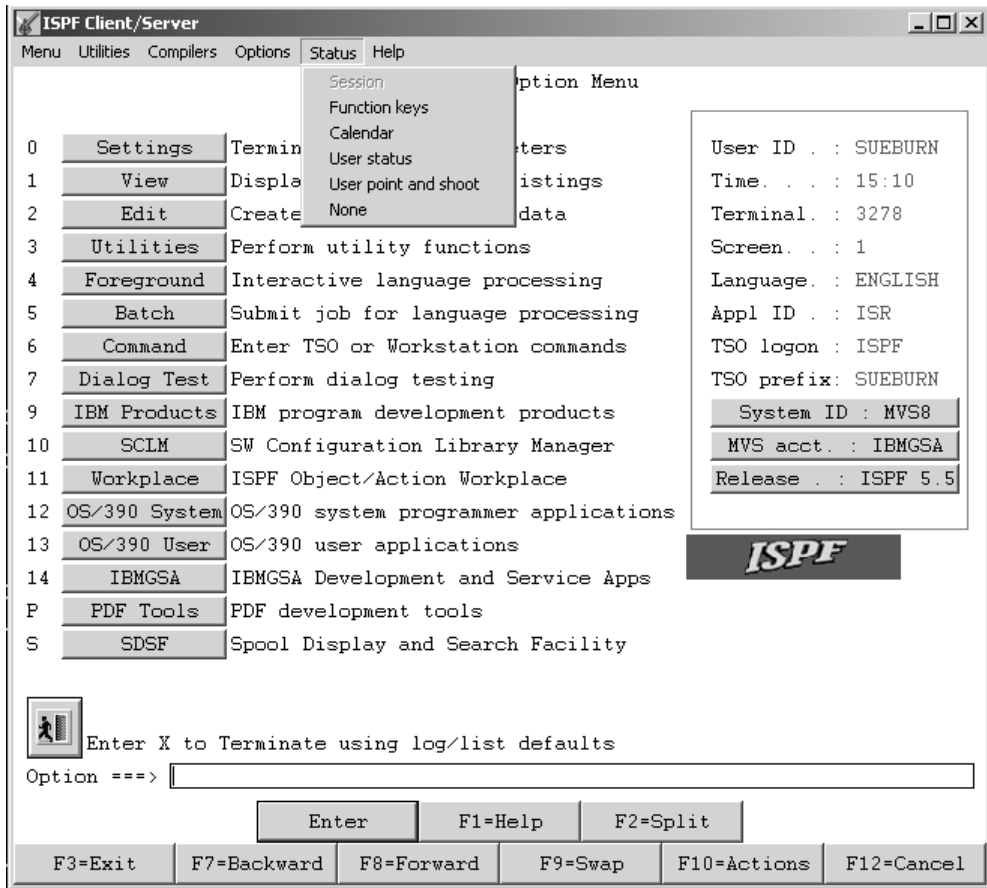 ISPF Client/Server
Menu Utilities Compilers Options Status Help
Session
Function keys
Calendar
User status
User point and shoot
None
ption Menu
0 Settings Termin ters
1 View Displa istings
2 Edit Create data
3 Utilities Perform utility functions
4 Foreground Interactive language processing
5 Batch Submit job for language processing
6 Command Enter TSO or Workstation commands
7 Dialog Test Perform dialog testing
9 IBM Products IBM program development products
10 SCLM SW Configuration Library Manager
11 Workplace ISPF Object/Action Workplace
12 OS/390 System OS/390 system programmer applications
13 OS/390 User OS/390 user applications
14 IBMGSA IBMGSA Development and Service Apps
P PDF Tools PDF development tools
S SDSF Spool Display and Search Facility
User ID . : SUEBURN
Time. . . : 15:10
Terminal. : 3278
Screen. . : 1
Language. : ENGLISH
Appl ID . : ISR
TSO logon : ISPF
TSO prefix: SUEBURN
System ID : MVS8
MVS acct. : IBMGSA
Release . : ISPF 5.5
ISPF
Enter X to Terminate using log/list defaults
Option ===>
Enter F1=Help F2=Split
F3=Exit F7=Backward F8=Forward F9=Swap F10=Actions F12=Cancel